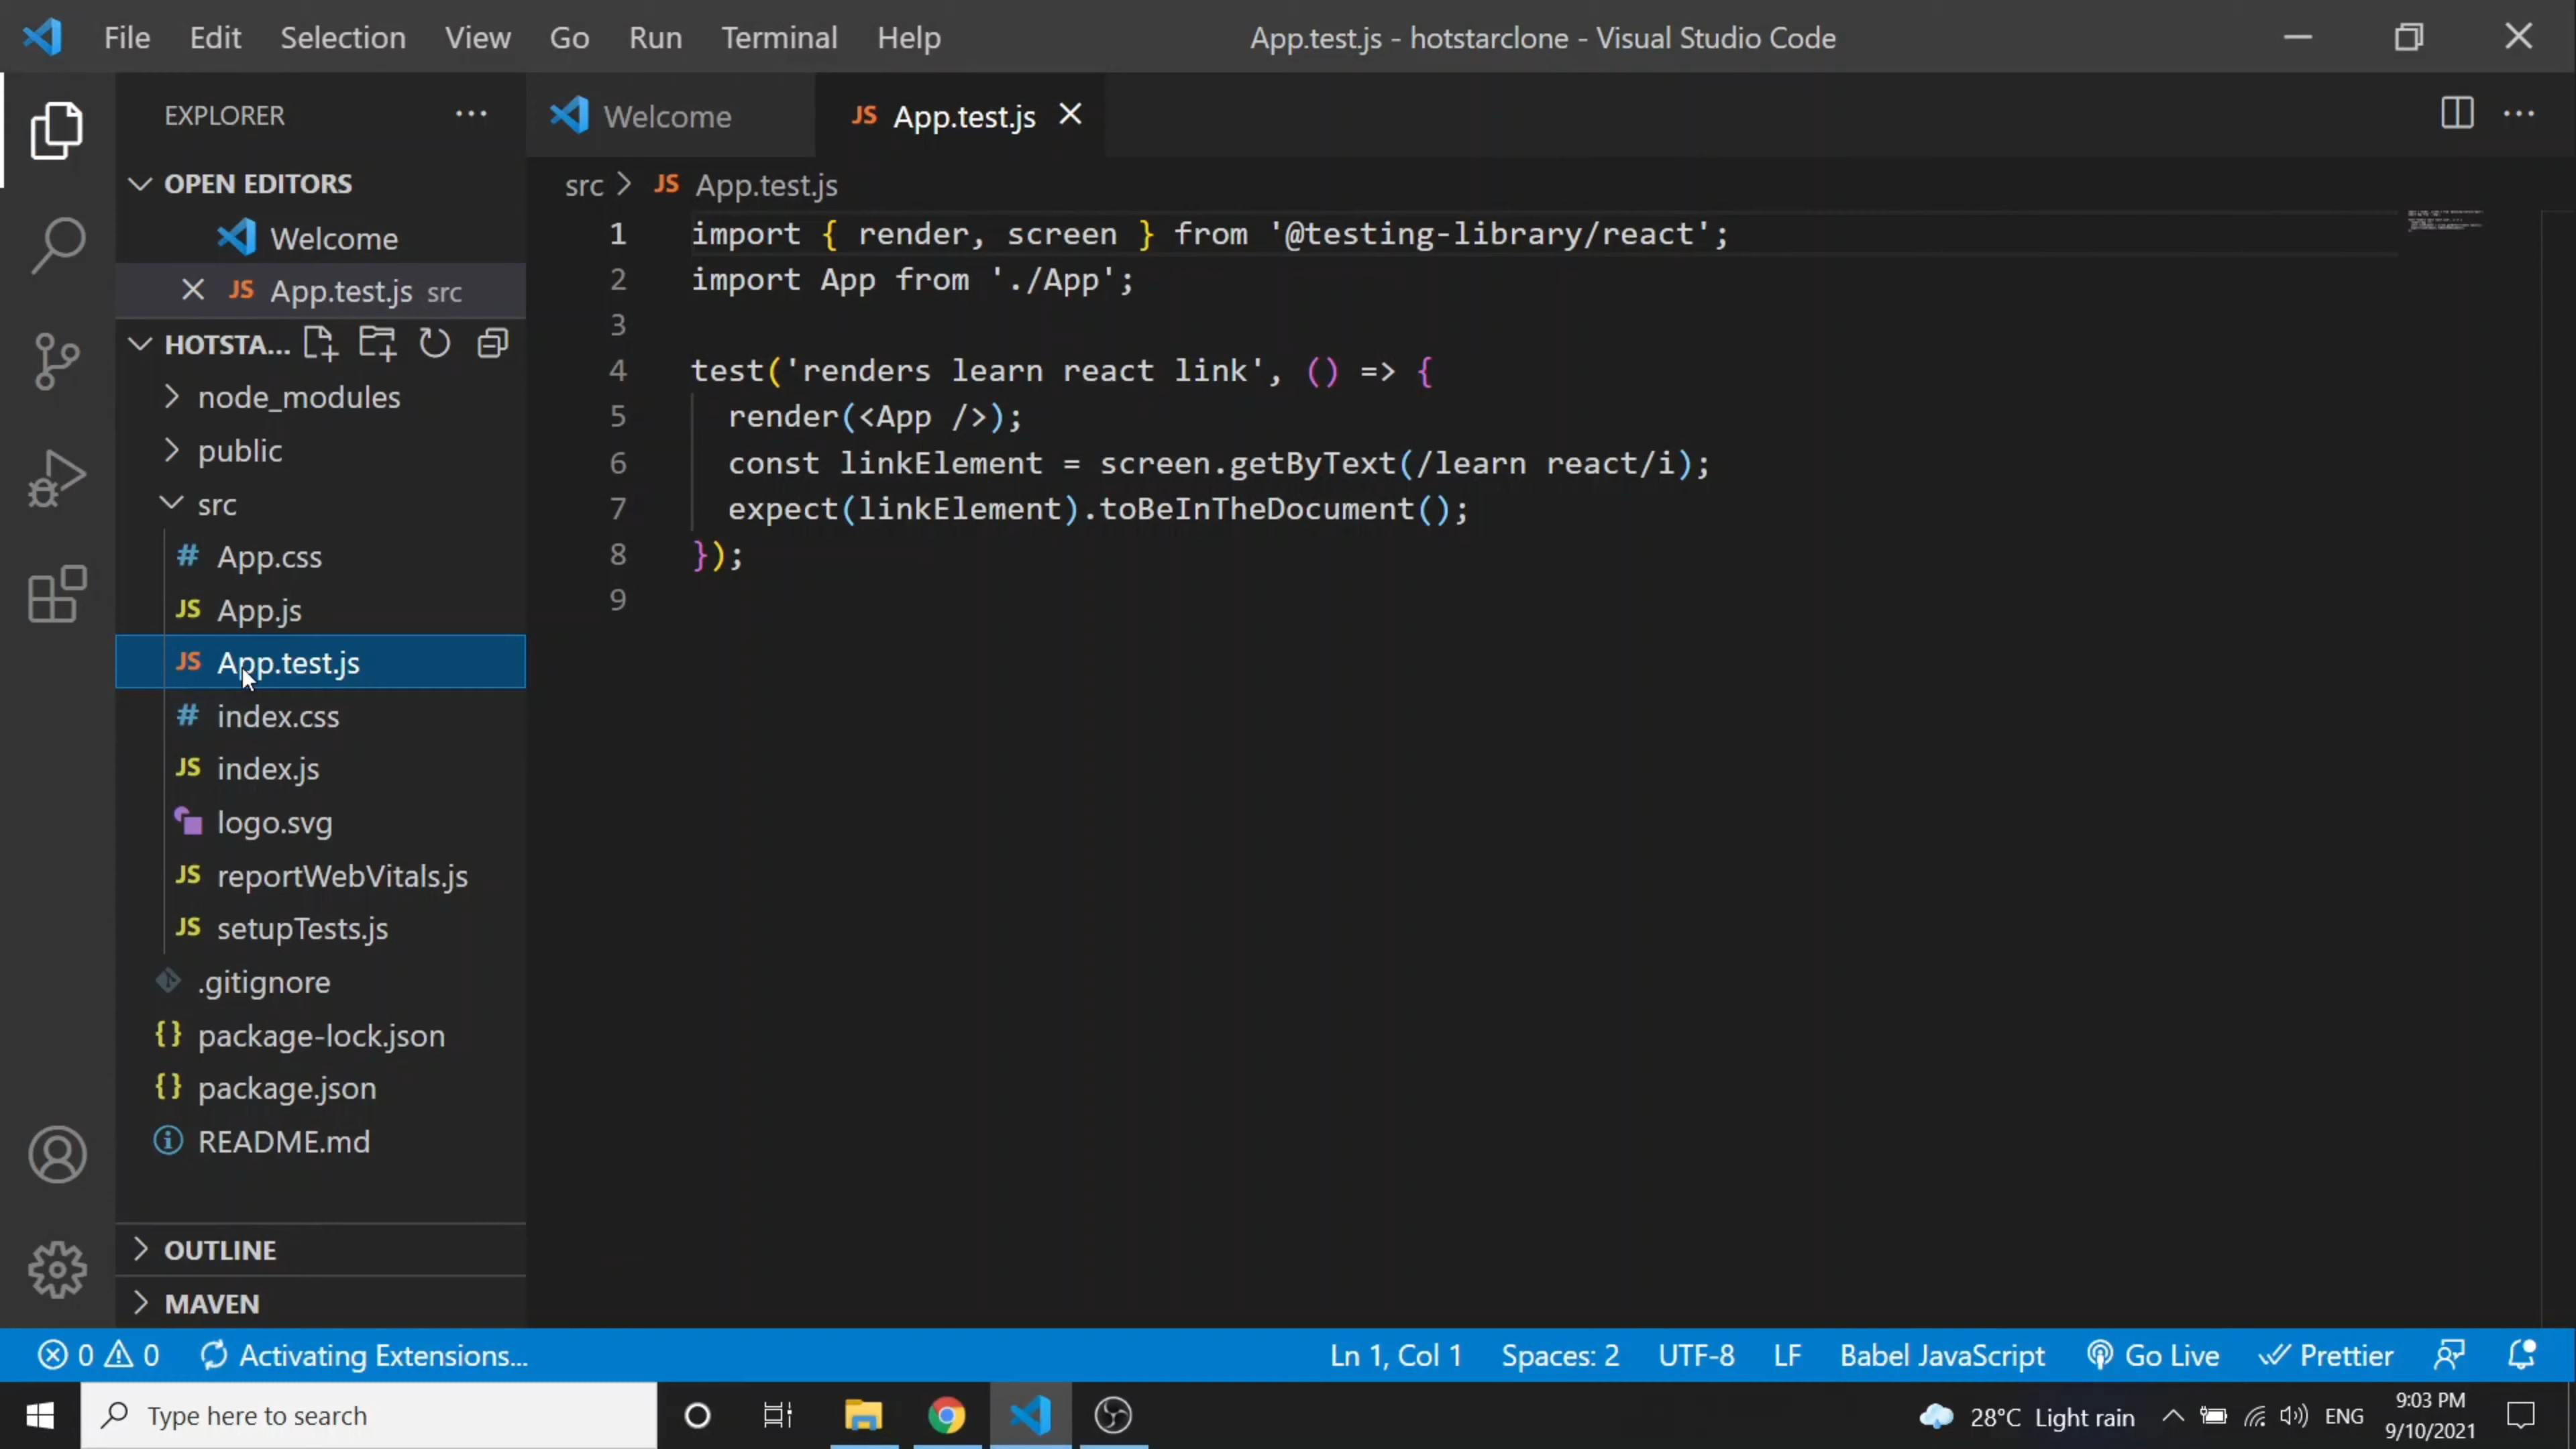 File Edit Selection View Go Run Terminal Help
App.test.js - hotstarclone - Visual Studio Code
EXPLORER
OPEN EDITORS
Welcome
App.test.js src
HOTSTA...
node_modules
public
src
App.css
App.js
App.test.js
index.css
index.js
logo.svg
reportWebVitals.js
setupTests.js
.gitignore
package-lock.json
package.json
README.md
OUTLINE
MAVEN
Welcome
JS App.test.js
src > JS App.test.js
1 import { render, screen } from '@testing-library/react';
2 import App from './App';
3
4 test('renders learn react link', () => {
5 render(<App />);
6 const linkElement = screen.getByText(/learn react/i);
7 expect(linkElement).toBeInTheDocument();
8 });
9
0 0 Activating Extensions...
Ln 1, Col 1 Spaces: 2 UTF-8 LF Babel JavaScript Go Live Prettier
Type here to search
28°C Light rain
ENG
9:03 PM
9/10/2021